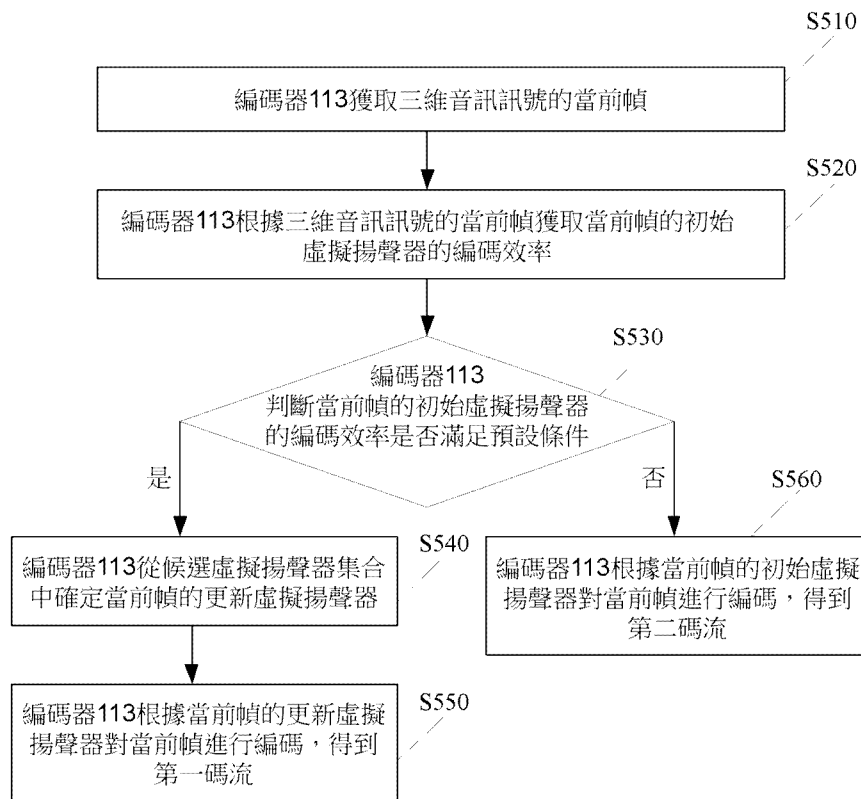 S510
編碼器113獲取三維音訊訊號的當前幀
S520
編碼器113根據三維音訊訊號的當前幀獲取當前幀的初始
虛擬揚聲器的編碼效率
S530
編碼器113
判斷當前幀的初始虛擬揚聲器
的編碼效率是否滿足預設條件
是
否
S540
編碼器113從候選虛擬揚聲器集合
中確定當前幀的更新虛擬揚聲器
S560
編碼器113根據當前幀的初始虛擬
揚聲器對當前幀進行編碼，得到
第二碼流
S550
編碼器113根據當前幀的更新虛擬
揚聲器對當前幀進行編碼，得到
第一碼流